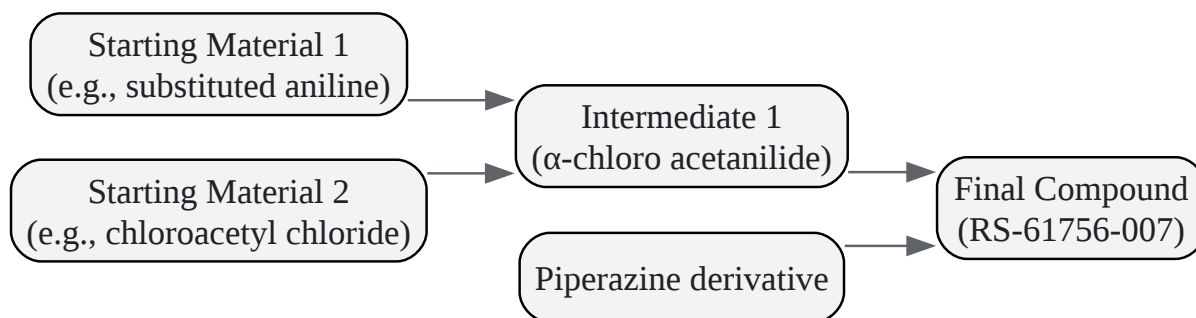 Starting Material 1
(e.g., substituted aniline)
Starting Material 2
(e.g., chloroacetyl chloride)
Intermediate 1
(α-chloro acetanilide)
Piperazine derivative
Final Compound
(RS-61756-007)